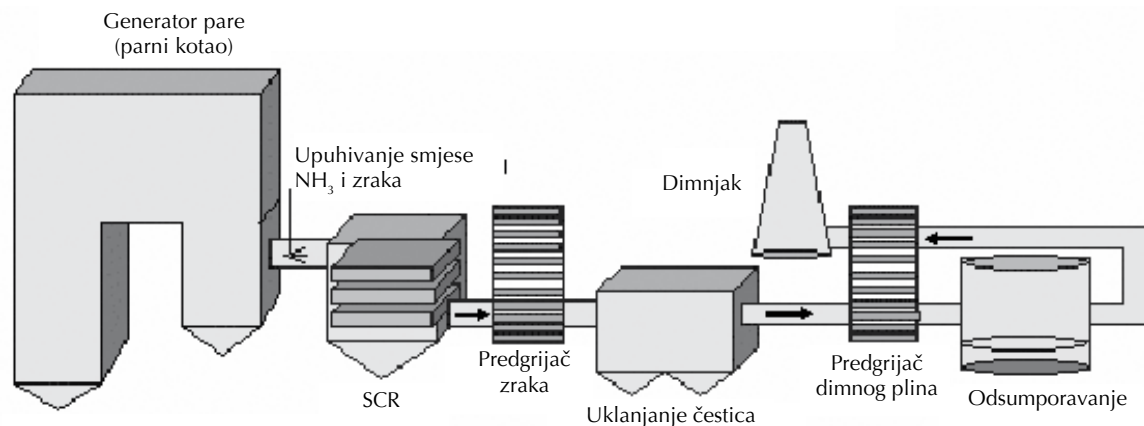 Generator pare
(parni kotao)
Upuhivanje smjese
NH₃ i zraka
Dimnjak
SCR
Predgrijač
zraka
Uklanjanje čestica
Predgrijač
dimnog plina
Odsumporavanje